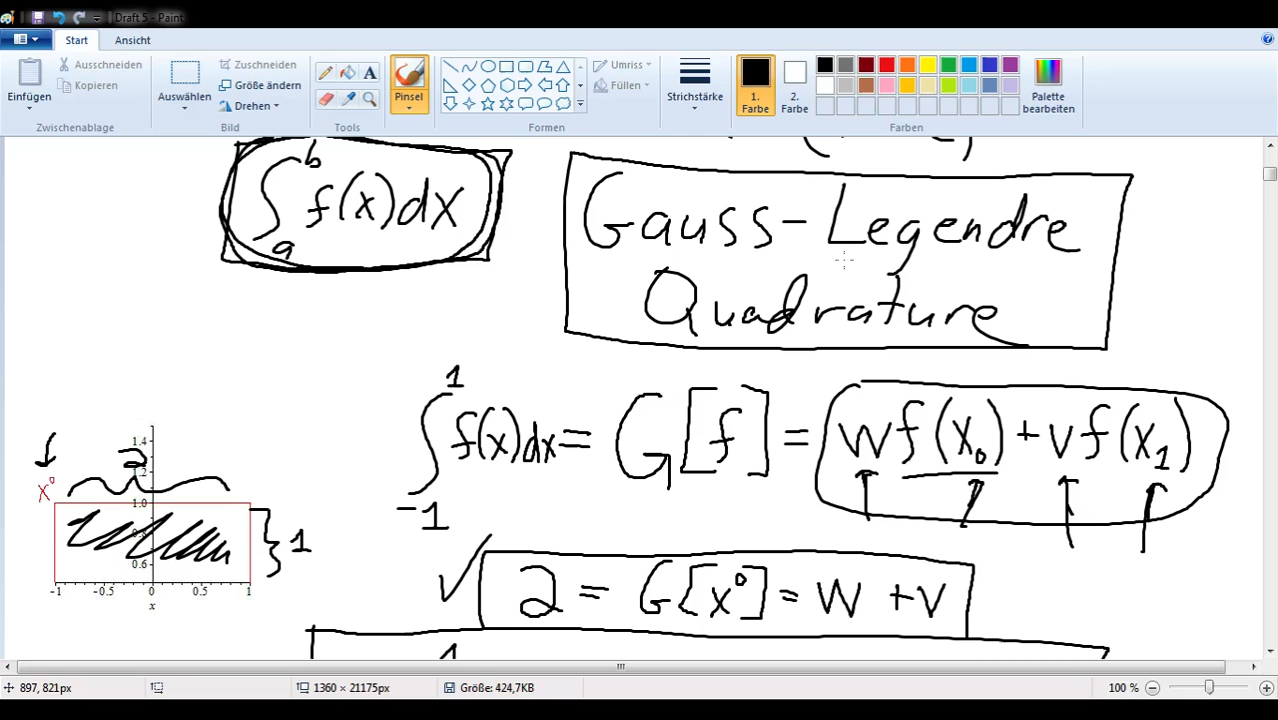 Draft 5 - Paint
Start Ansicht
Einfügen
Ausschneiden
Kopieren
Zwischenablage
Auswählen
Zuschneiden
Größe ändern
Drehen
Bild
A
Tools
Pinsel
Umriss
Füllen
Formen
Strichstärke
1. Farbe
2. Farbe
Palette bearbeiten
Farben
∫_a^b f(x)dx
Gauss-Legendre
Quadrature
∫_{-1}^{1} f(x)dx = G[f] = wf(x₀) + vf(x₁)
x⁰
2
1
1.4
1.2
1.0
0.8
0.6
-1 -0.5 0 0.5 1
x
2 = G[x⁰] = w + v
897, 821px
1360 × 21175px
Größe: 424,7KB
100 %